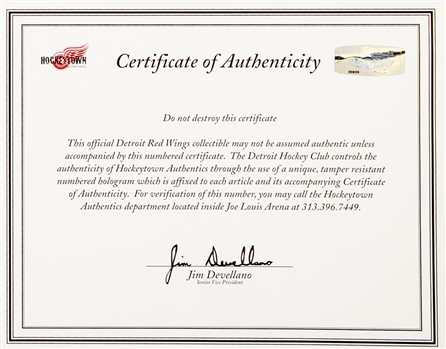 HOCKEYTOWN
Certificate of Authenticity
Do not destroy this certificate
This official Detroit Red Wings collectible may not be assumed authentic unless
accompanied by this numbered certificate. The Detroit Hockey Club controls the
authenticity of Hockeytown Authentics through the use of a unique, tamper resistant
numbered hologram which is affixed to each article and its accompanying Certificate
of Authenticity. For verification of this number, you may call the Hockeytown
Authentics department located inside Joe Louis Arena at 313.396.7449.
Jim Devellano
Jim Devellano
Senior Vice President